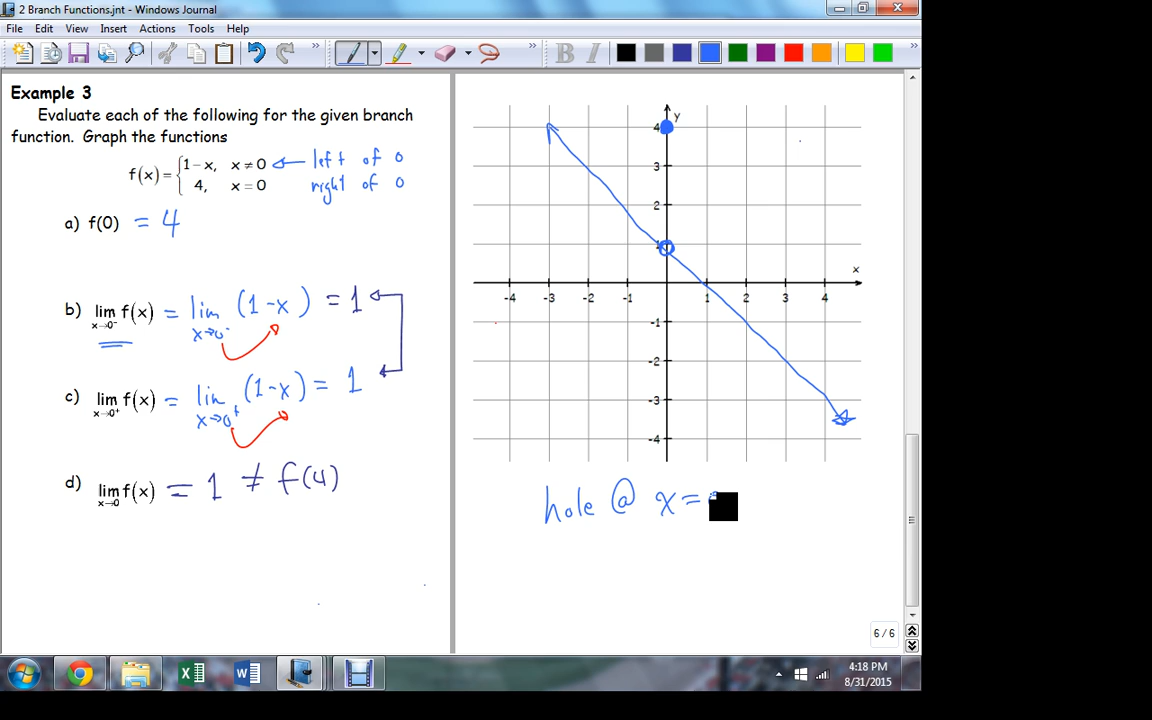 2 Branch Functions.jnt - Windows Journal
File Edit View Insert Actions Tools Help
Example 3
Evaluate each of the following for the given branch
function. Graph the functions
f(x) = { 1 - x, x ≠ 0 left of 0
4, x = 0 right of 0
a) f(0) = 4
b) lim x→0⁻ f(x) = lim x→0⁻ (1-x) = 1
c) lim x→0⁺ f(x) = lim x→0⁺ (1-x) = 1
d) lim x→0 f(x) = 1 ≠ f(4)
y
4
3
2
1
x
-4 -3 -2 -1 1 2 3 4
-1
-2
-3
-4
hole @ x =
6 / 6
4:18 PM
8/31/2015